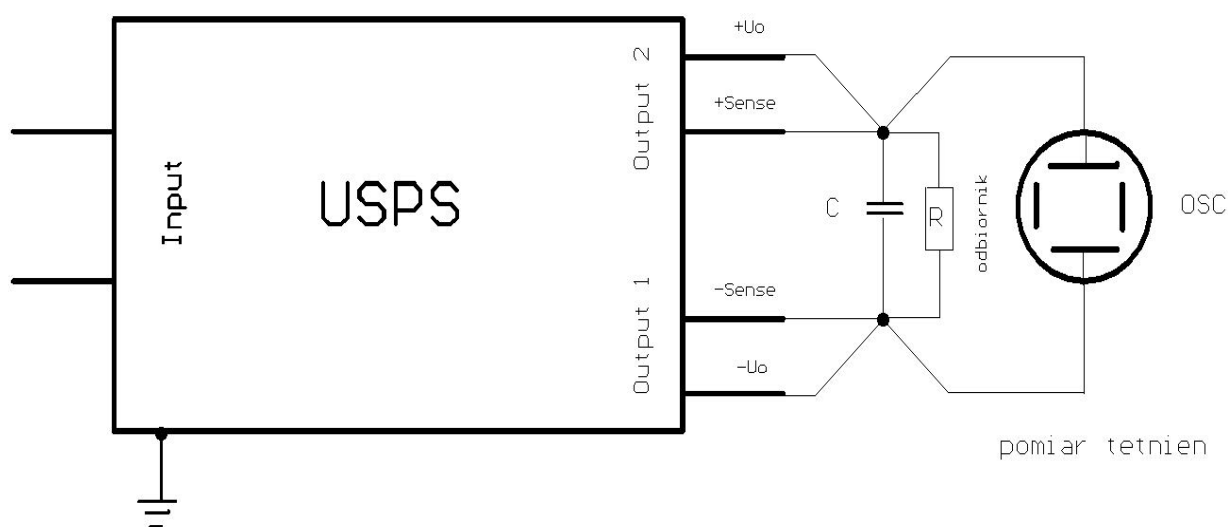 +Uo
Output 2
+Sense
Input
USPS
C
R
odbiornik
OSC
-Sense
Output 1
-Uo
pomiar tetnien